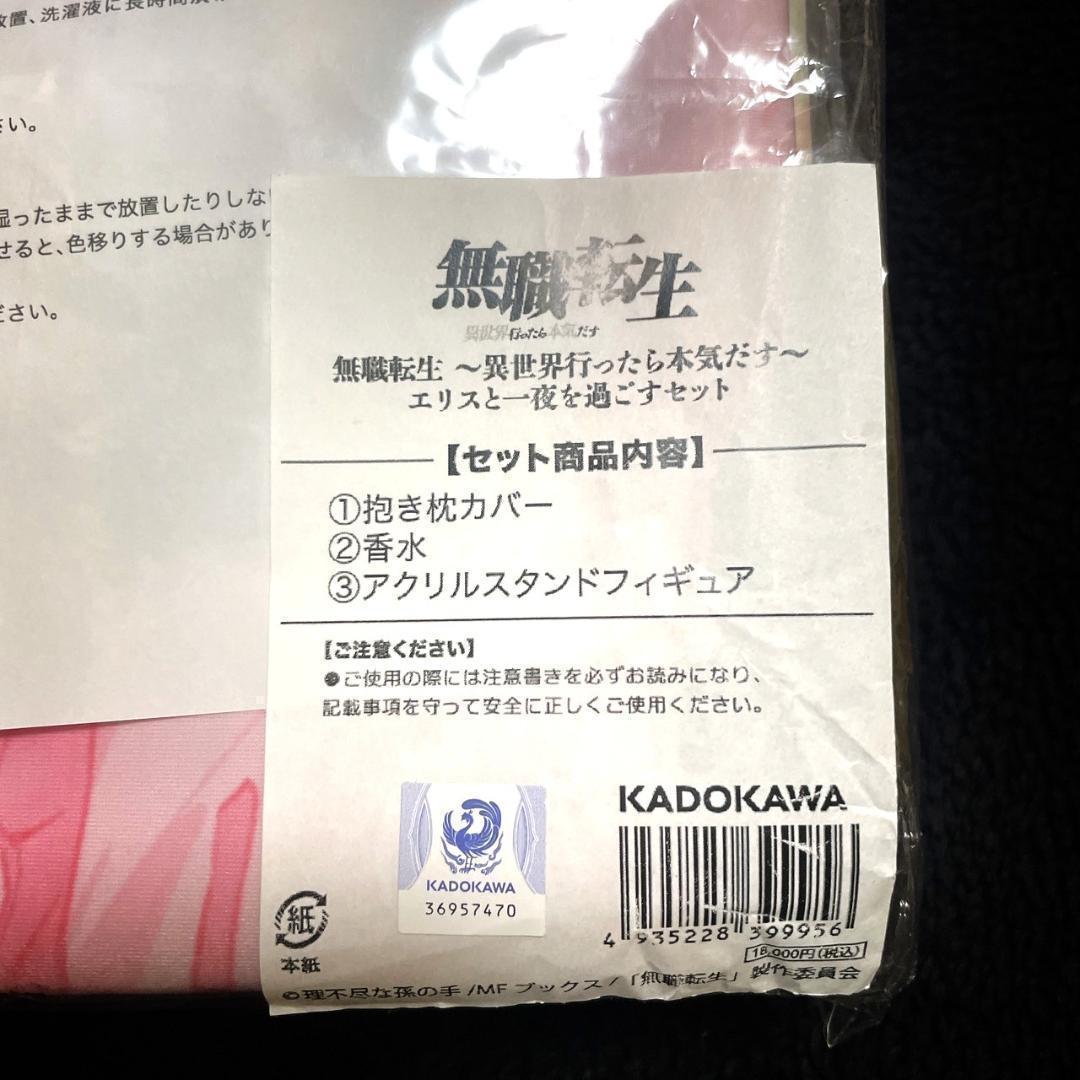 放置、洗濯液に長時間
さい。
湿ったままで放置したりしな
せると、色移りする場合があり
ださい。
無職転生
異世界行ったら本気だす
無職転生 ～異世界行ったら本気だす～
エリスと一夜を過ごすセット
【セット商品内容】
①抱き枕カバー
②香水
③アクリルスタンドフィギュア
【ご注意ください】
●ご使用の際には注意書きを必ずお読みになり、
記載事項を守って安全に正しくご使用ください。
KADOKAWA
36957470
KADOKAWA
4 935228 399956
18,000円(税込)
紙
本紙
©理不尽な孫の手/MFブックス/「無職転生」製作委員会